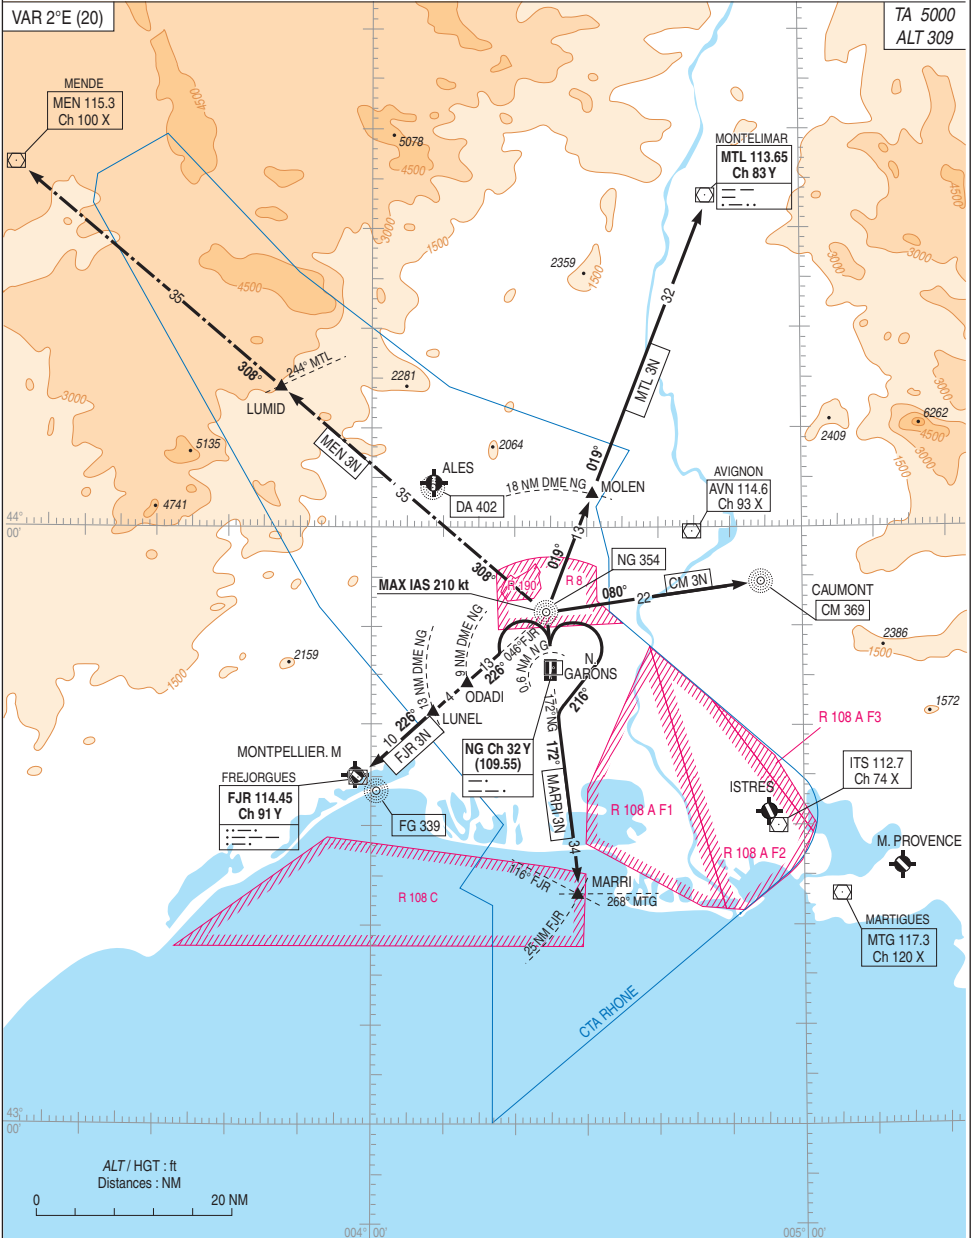 VAR 2°E (20)
TA 5000
ALT 309
MENDE
MEN 115.3
Ch 100 X
4500
5078
4500
3000
1500
MONTELIMAR
MTL 113.65
Ch 83 Y
3000
3000
2359
1500
4500
35
32
308°
244° MTL
LUMID
2281
MTL 3N
3000
3000
6262
4500
2409
1500
5135
MEN 3N
2064
019°
4741
35
ALES
DA 402
18 NM DME NG
MOLEN
AVIGNON
AVN 114.6
Ch 93 X
44°
00'
13
019°
308°
R 190
R 8
NG 354
MAX IAS 210 kt
080°
22
CM 3N
CAUMONT
CM 369
2386
1500
2159
1500
13 NM DME NG
9 NM DME NG
13
226°
046° FJR
0.6 NM NG
N.
GARONS
216°
172° NG
ODADI
4
LUNEL
226°
10
FJR 3N
1572
R 108 A F3
MONTPELLIER. M
FREJORGUES
FJR 114.45
Ch 91 Y
FG 339
NG Ch 32 Y
(109.55)
172°
MARRI 3N
34
ISTRES
ITS 112.7
Ch 74 X
R 108 A F1
R 108 A F2
M. PROVENCE
R 108 C
116° FJR
MARRI
268° MTG
25 NM FJR
MARTIGUES
MTG 117.3
Ch 120 X
CTA RHONE
43°
00'
ALT / HGT : ft
Distances : NM
0
20 NM
004° 00'
005° 00'